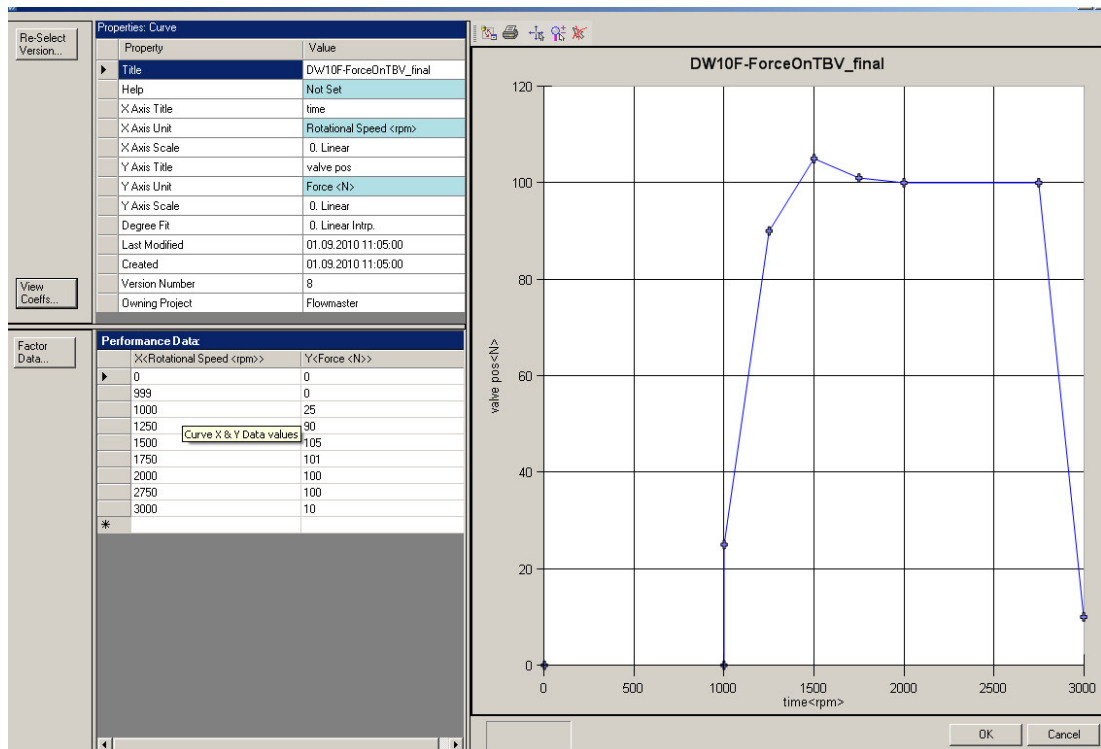 Re-Select
Version...
Properties: Curve
Property Value
Title DW10F-ForceOnTBV_final
Help Not Set
X Axis Title time
X Axis Unit Rotational Speed <rpm>
X Axis Scale 0. Linear
Y Axis Title valve pos
Y Axis Unit Force <N>
Y Axis Scale 0. Linear
Degree Fit 0. Linear Intrp.
Last Modified 01.09.2010 11:05:00
Created 01.09.2010 11:05:00
Version Number 8
Owning Project Flowmaster
View
Coeffs...
Factor
Data...
Performance Data:
X<Rotational Speed <rpm>> Y<Force <N>>
0 0
999 0
1000 25
1250 90
Curve X & Y Data values
1500 105
1750 101
2000 100
2750 100
3000 10
DW10F-ForceOnTBV_final
120
100
80
60
40
20
0
valve pos<N>
0 500 1000 1500 2000 2500 3000
time<rpm>
OK Cancel